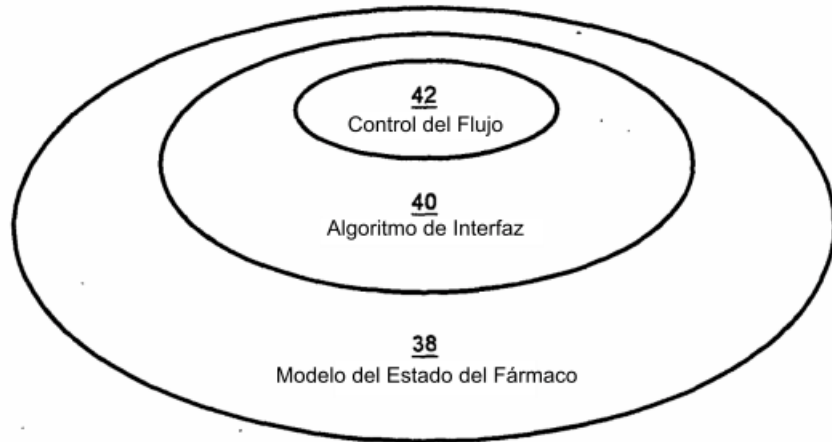 42
Control del Flujo
40
Algoritmo de Interfaz
38
Modelo del Estado del Fármaco